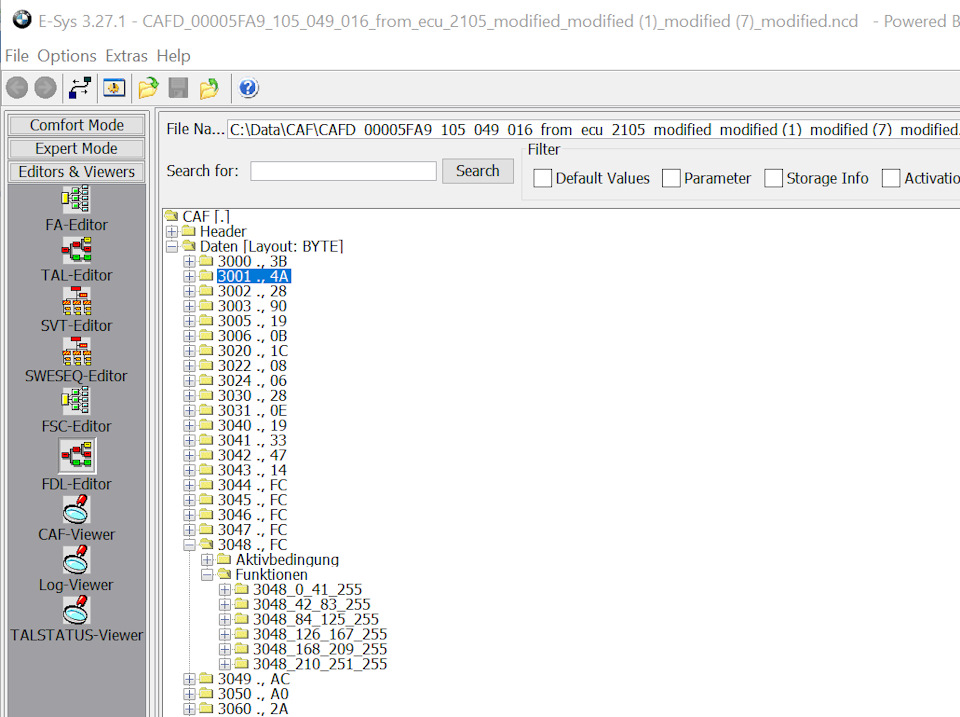 E-Sys 3.27.1 - CAFD_00005FA9_105_049_016_from_ecu_2105_modified_modified (1)_modified (7)_modified.ncd - Powered B
File Options Extras Help
Comfort Mode
Expert Mode
Editors & Viewers
FA-Editor
TAL-Editor
SVT-Editor
SWESEQ-Editor
FSC-Editor
FDL-Editor
CAF-Viewer
Log-Viewer
TALSTATUS-Viewer
File Na... C:\Data\CAF\CAFD_00005FA9_105_049_016_from_ecu_2105_modified_modified (1)_modified (7)_modified.
Search for: Search
Filter
Default Values Parameter Storage Info Activatio
CAF [.]
Header
Daten [Layout: BYTE]
3000 ., 3B
3001 ., 4A
3002 ., 28
3003 ., 90
3005 ., 19
3006 ., 0B
3020 ., 1C
3022 ., 08
3024 ., 06
3030 ., 28
3031 ., 0E
3040 ., 19
3041 ., 33
3042 ., 47
3043 ., 14
3044 ., FC
3045 ., FC
3046 ., FC
3047 ., FC
3048 ., FC
Aktivbedingung
Funktionen
3048_0_41_255
3048_42_83_255
3048_84_125_255
3048_126_167_255
3048_168_209_255
3048_210_251_255
3049 ., AC
3050 ., A0
3060 ., 2A